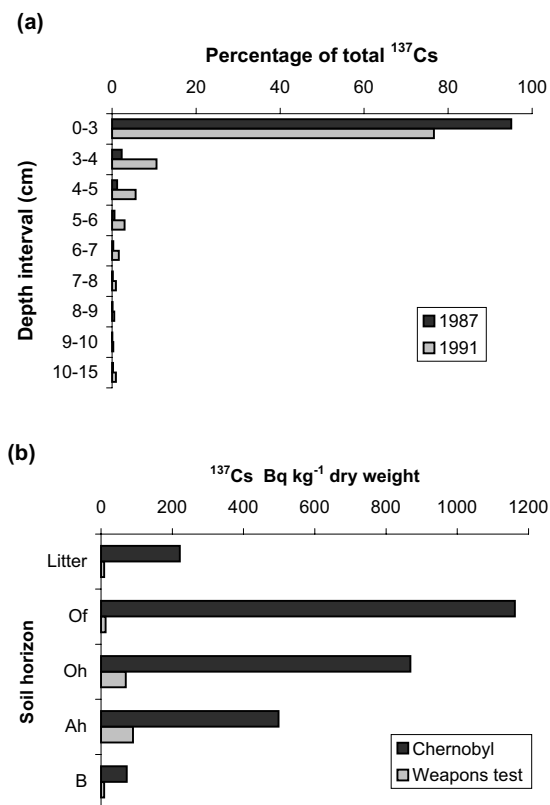 (a)
Percentage of total ¹³⁷Cs
0 20 40 60 80 100
Depth interval (cm)
0-3
3-4
4-5
5-6
6-7
7-8
8-9
9-10
10-15
1987
1991
(b)
¹³⁷Cs Bq kg⁻¹ dry weight
0 200 400 600 800 1000 1200
Soil horizon
Litter
Of
Oh
Ah
B
Chernobyl
Weapons test